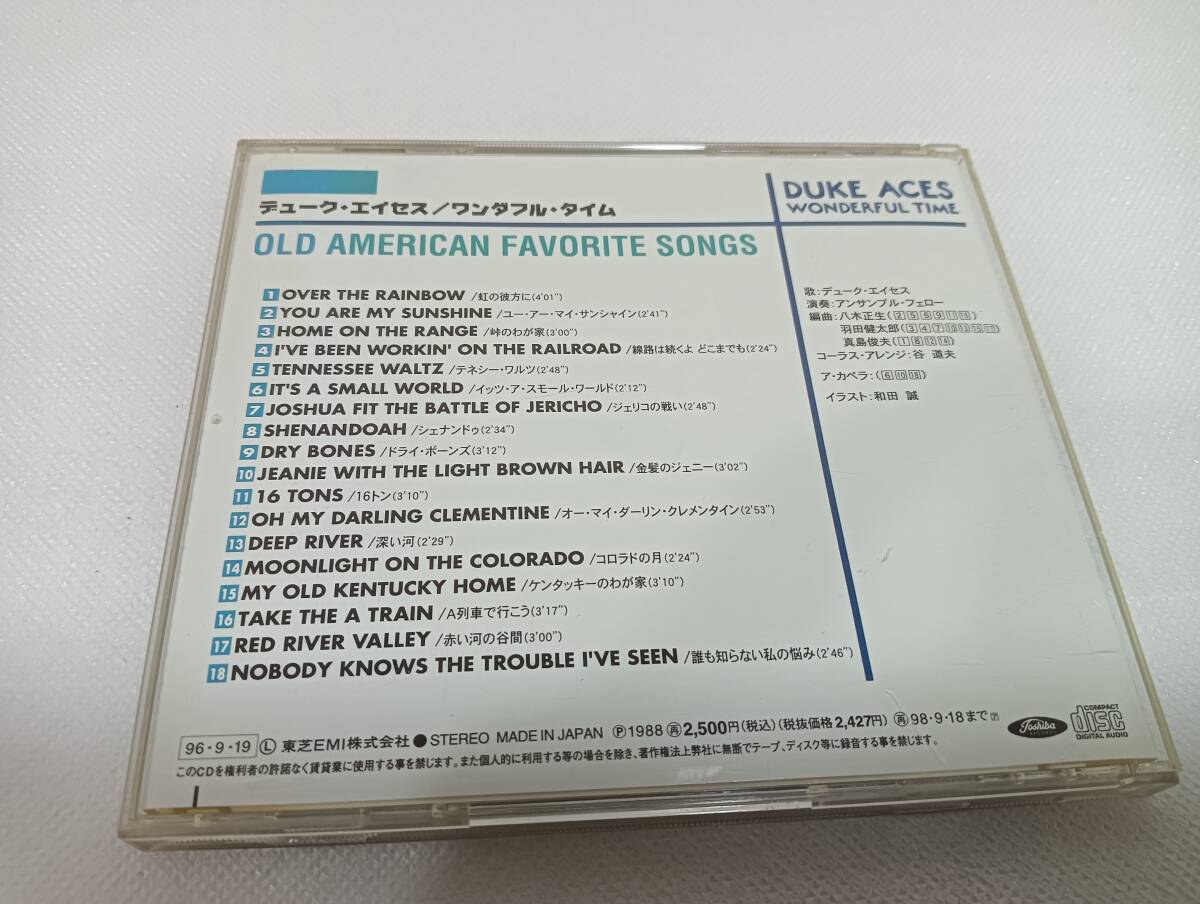 デューク・エイセス/ワンダフル・タイム
DUKE ACES
WONDERFUL TIME
OLD AMERICAN FAVORITE SONGS
1 OVER THE RAINBOW /虹の彼方に(4'01")
2 YOU ARE MY SUNSHINE /ユー・アー・マイ・サンシャイン(2'41")
3 HOME ON THE RANGE /峠のわが家(3'00")
4 I'VE BEEN WORKIN' ON THE RAILROAD /線路は続くよ どこまでも(2'24")
5 TENNESSEE WALTZ /テネシー・ワルツ(2'48")
6 IT'S A SMALL WORLD /イッツ・ア・スモール・ワールド(2'12")
7 JOSHUA FIT THE BATTLE OF JERICHO /ジェリコの戦い(2'48")
8 SHENANDOAH /シェナンドゥ(2'34")
9 DRY BONES /ドライ・ボーンズ(3'12")
10 JEANIE WITH THE LIGHT BROWN HAIR /金髪のジェニー(3'02")
11 16 TONS /16トン(3'10")
12 OH MY DARLING CLEMENTINE /オー・マイ・ダーリン・クレメンタイン(2'53")
13 DEEP RIVER /深い河(2'29")
14 MOONLIGHT ON THE COLORADO /コロラドの月(2'24")
15 MY OLD KENTUCKY HOME /ケンタッキーのわが家(3'10")
16 TAKE THE A TRAIN /A列車で行こう(3'17")
17 RED RIVER VALLEY /赤い河の谷間(3'00")
18 NOBODY KNOWS THE TROUBLE I'VE SEEN /誰も知らない私の悩み(2'46")
歌:デューク・エイセス
演奏:アンサンブル・フェロー
編曲:八木正生
羽田健太郎
真島俊夫
コーラス・アレンジ:谷 道夫
ア・カペラ:
イラスト:和田 誠
96・9・19 Ⓛ 東芝EMI株式会社 ● STEREO MADE IN JAPAN Ⓟ1988 再 2,500円(税込)(税抜価格 2,427円) 再 98・9・18まで
このCDを権利者の許諾なく賃貸業に使用する事を禁じます。また個人的に利用する等の場合を除き、著作権法上弊社に無断でテープ、ディスク等に録音する事を禁じます。
Toshiba
RECORDS
COMPACT
disc
DIGITAL AUDIO